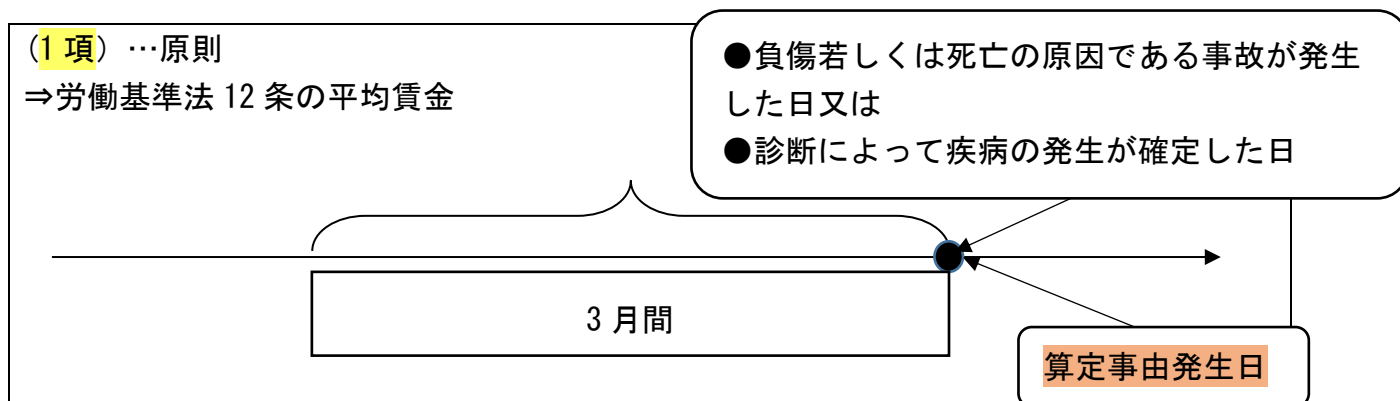 (1項)…原則
⇒労働基準法12条の平均賃金
●負傷若しくは死亡の原因である事故が発生
した日又は
●診断によって疾病の発生が確定した日
3月間
算定事由発生日